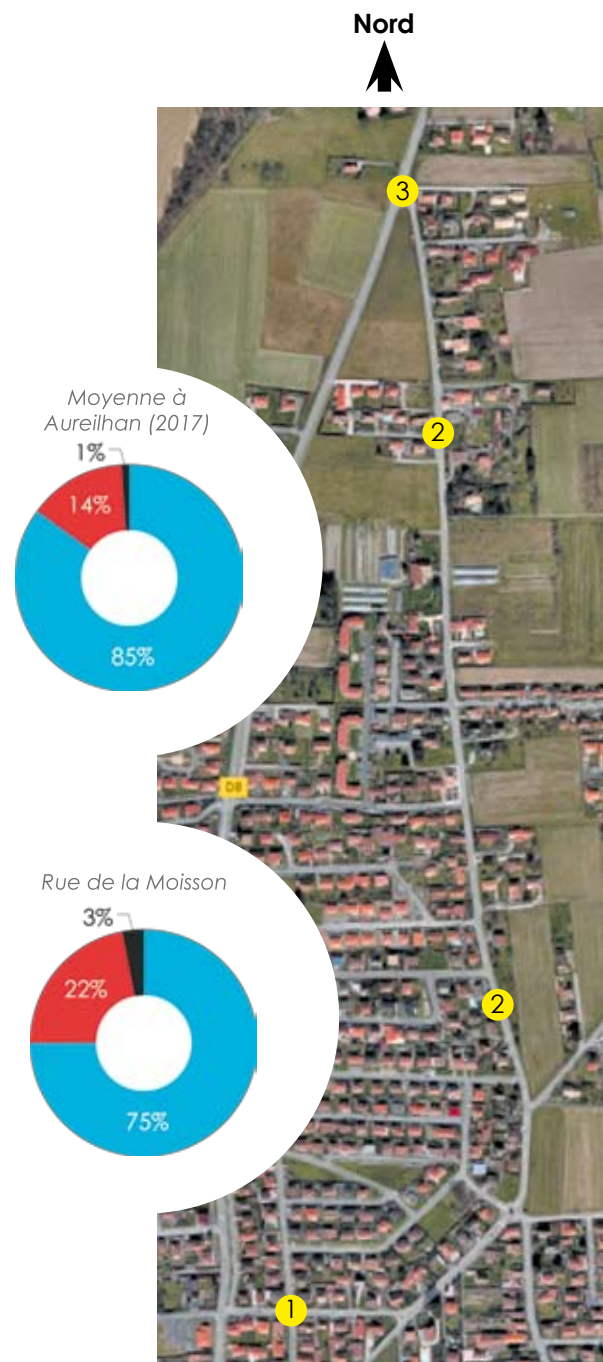 Nord
3
Moyenne à
Aureilhan (2017)
1%
14%
85%
2
D8
Rue de la Moisson
3%
22%
75%
2
1